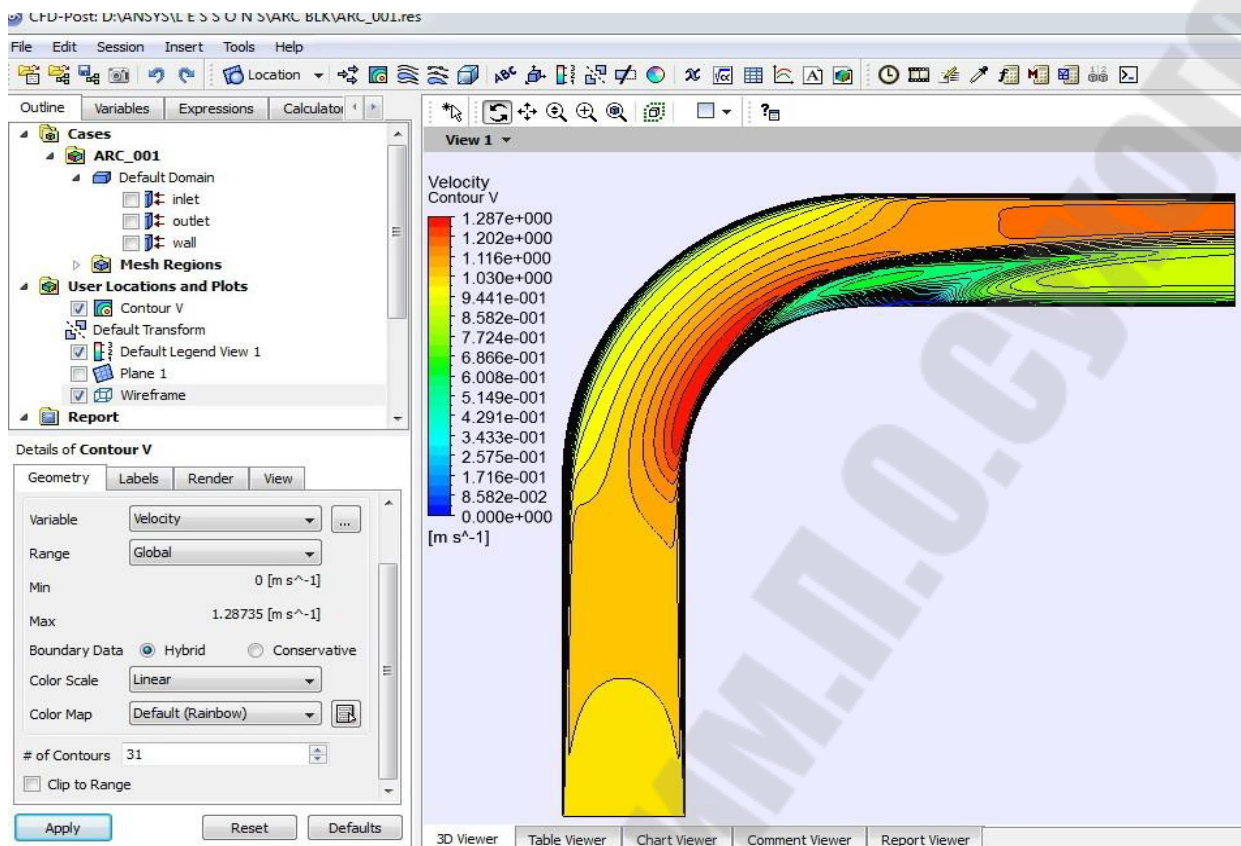 CFD-Post: D:\ANSYS\L E S S O N S\ARC BLK\ARC_001.res
File Edit Session Insert Tools Help
Location
Outline Variables Expressions Calculator
View 1
Cases
ARC_001
Default Domain
inlet
outlet
wall
Mesh Regions
User Locations and Plots
Contour V
Default Transform
Default Legend View 1
Plane 1
Wireframe
Report
Details of Contour V
Geometry Labels Render View
Variable Velocity ...
Range Global
Min 0 [m s^-1]
Max 1.28735 [m s^-1]
Boundary Data Hybrid Conservative
Color Scale Linear
Color Map Default (Rainbow)
# of Contours 31
Clip to Range
Apply Reset Defaults
Velocity
Contour V
1.287e+000
1.202e+000
1.116e+000
1.030e+000
9.441e-001
8.582e-001
7.724e-001
6.866e-001
6.008e-001
5.149e-001
4.291e-001
3.433e-001
2.575e-001
1.716e-001
8.582e-002
0.000e+000
[m s^-1]
3D Viewer Table Viewer Chart Viewer Comment Viewer Report Viewer